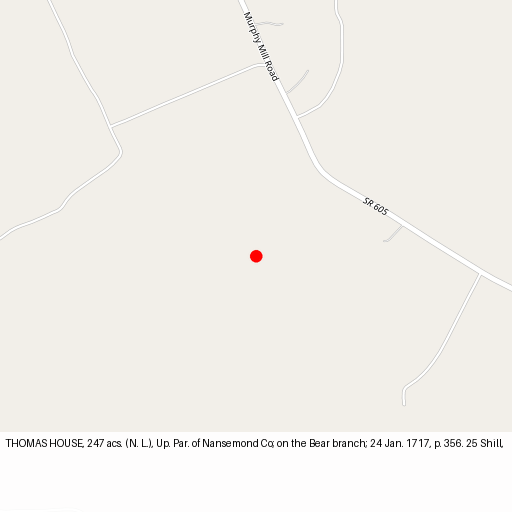 Murphy Mill Road
SR 605
THOMAS HOUSE, 247 acs. (N. L.), Up. Par. of Nansemond Co; on the Bear branch; 24 Jan. 1717, p. 356. 25 Shill,